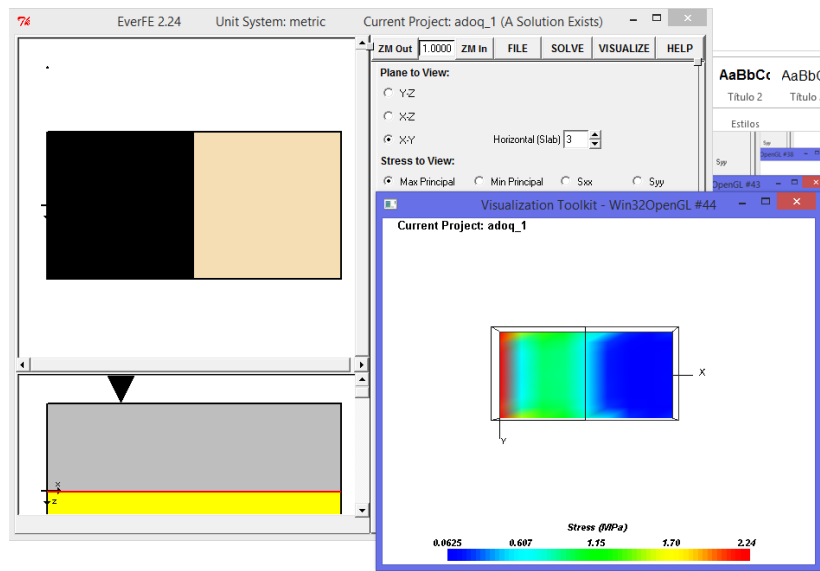 EverFE 2.24 Unit System: metric Current Project: adoq_1 (A Solution Exists)
ZM Out 1.0000 ZM In FILE SOLVE VISUALIZE HELP
Plane to View:
Y-Z
X-Z
X-Y Horizontal (Slab) 3
Stress to View:
Max Principal Min Principal Sxx Syy
AaBbCc AaBbC
Título 2 Título
Estilos
Syy
Syy
OpenGL #38
OpenGL #43
Visualization Toolkit - Win32OpenGL #44
Current Project: adoq_1
X
Y
Stress (MPa)
0.0625 0.607 1.15 1.70 2.24
x
z